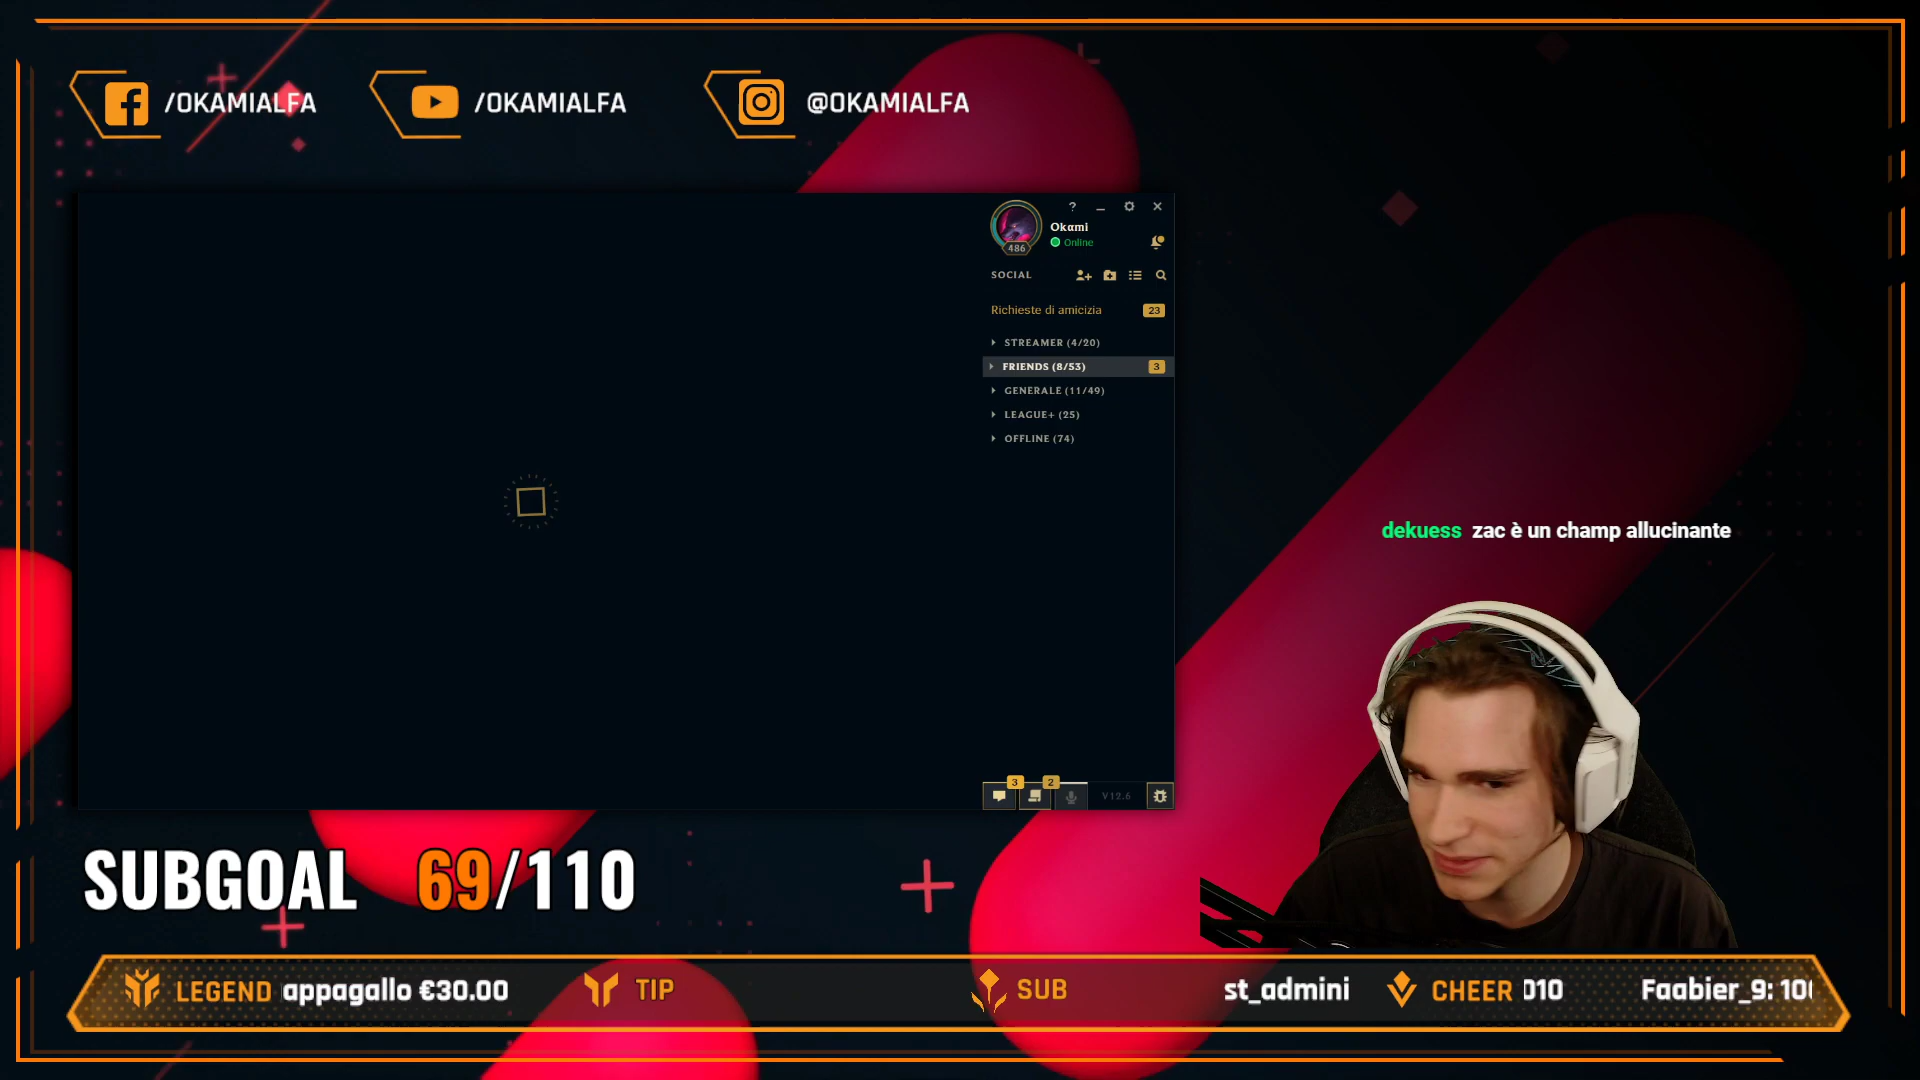 /OKAMIALFA
/OKAMIALFA
@OKAMIALFA
?
Okami
Online
486
SOCIAL
Richieste di amicizia 23
STREAMER (4/20)
FRIENDS (8/53) 3
GENERALE (11/49)
LEAGUE+ (25)
OFFLINE (74)
dekuess zac è un champ allucinante
3 2
V12.6
SUBGOAL 69/110
LEGEND appagallo €30.00 TIP SUB st_admini CHEER 010 Faabier_9: 10